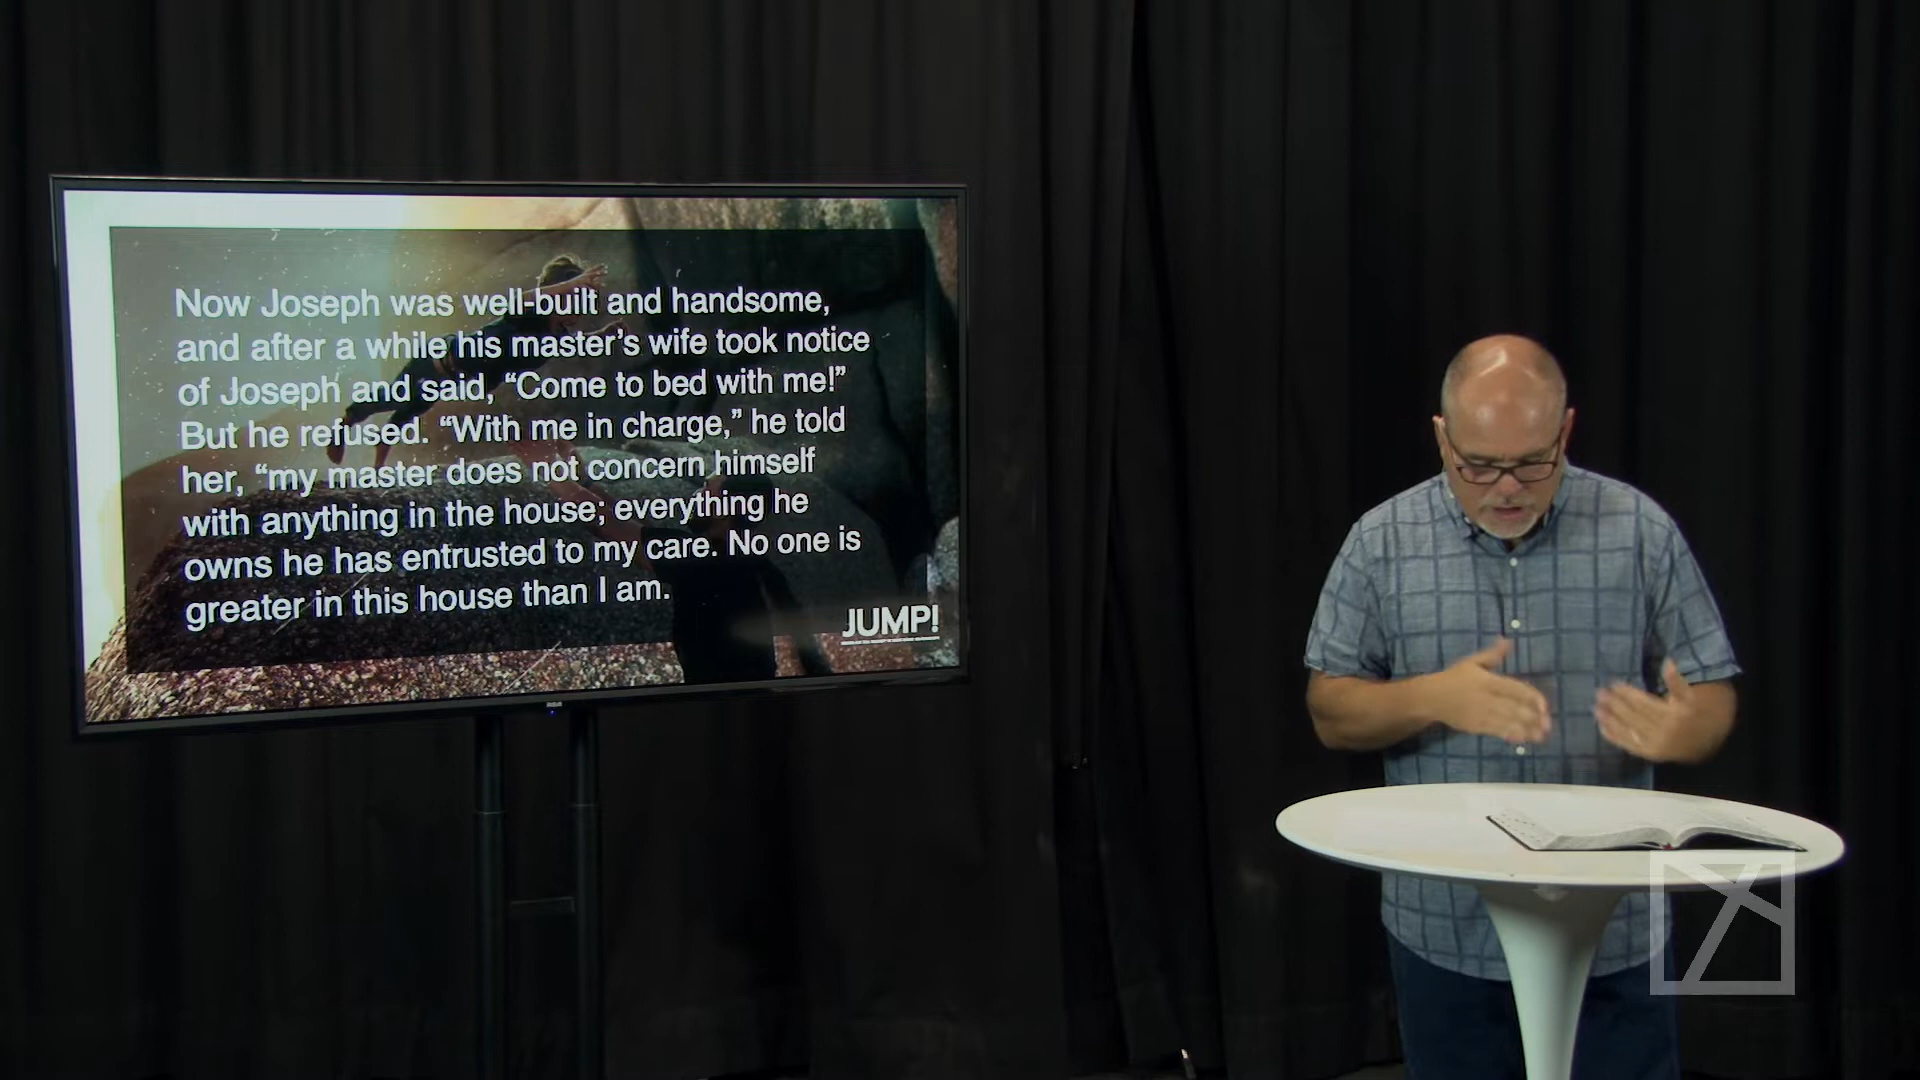 Now Joseph was well-built and handsome,
and after a while his master’s wife took notice
of Joseph and said, “Come to bed with me!”
But he refused. “With me in charge,” he told
her, “my master does not concern himself
with anything in the house; everything he
owns he has entrusted to my care. No one is
greater in this house than I am.
JUMP!
RCA